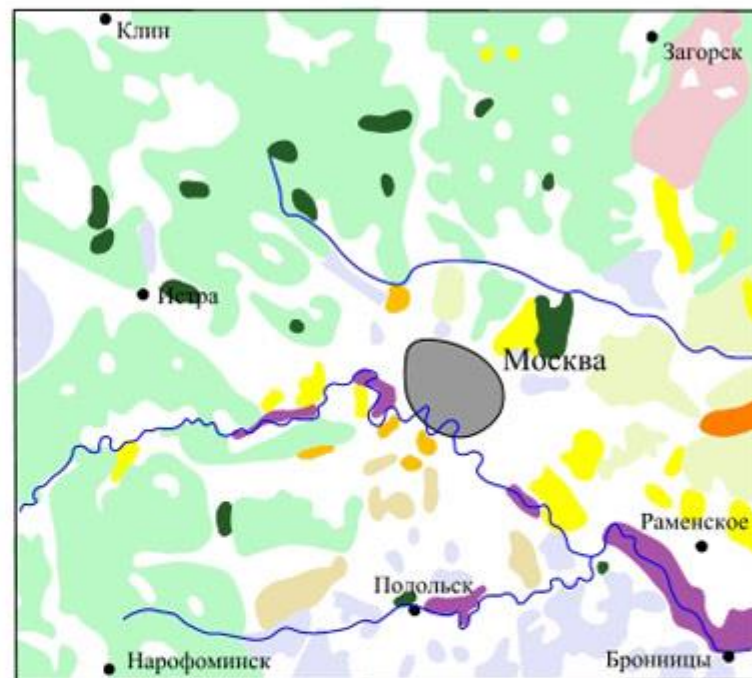 Клин
Загорск
Истра
Москва
Раменское
Подольск
Нарофоминск
Бронницы